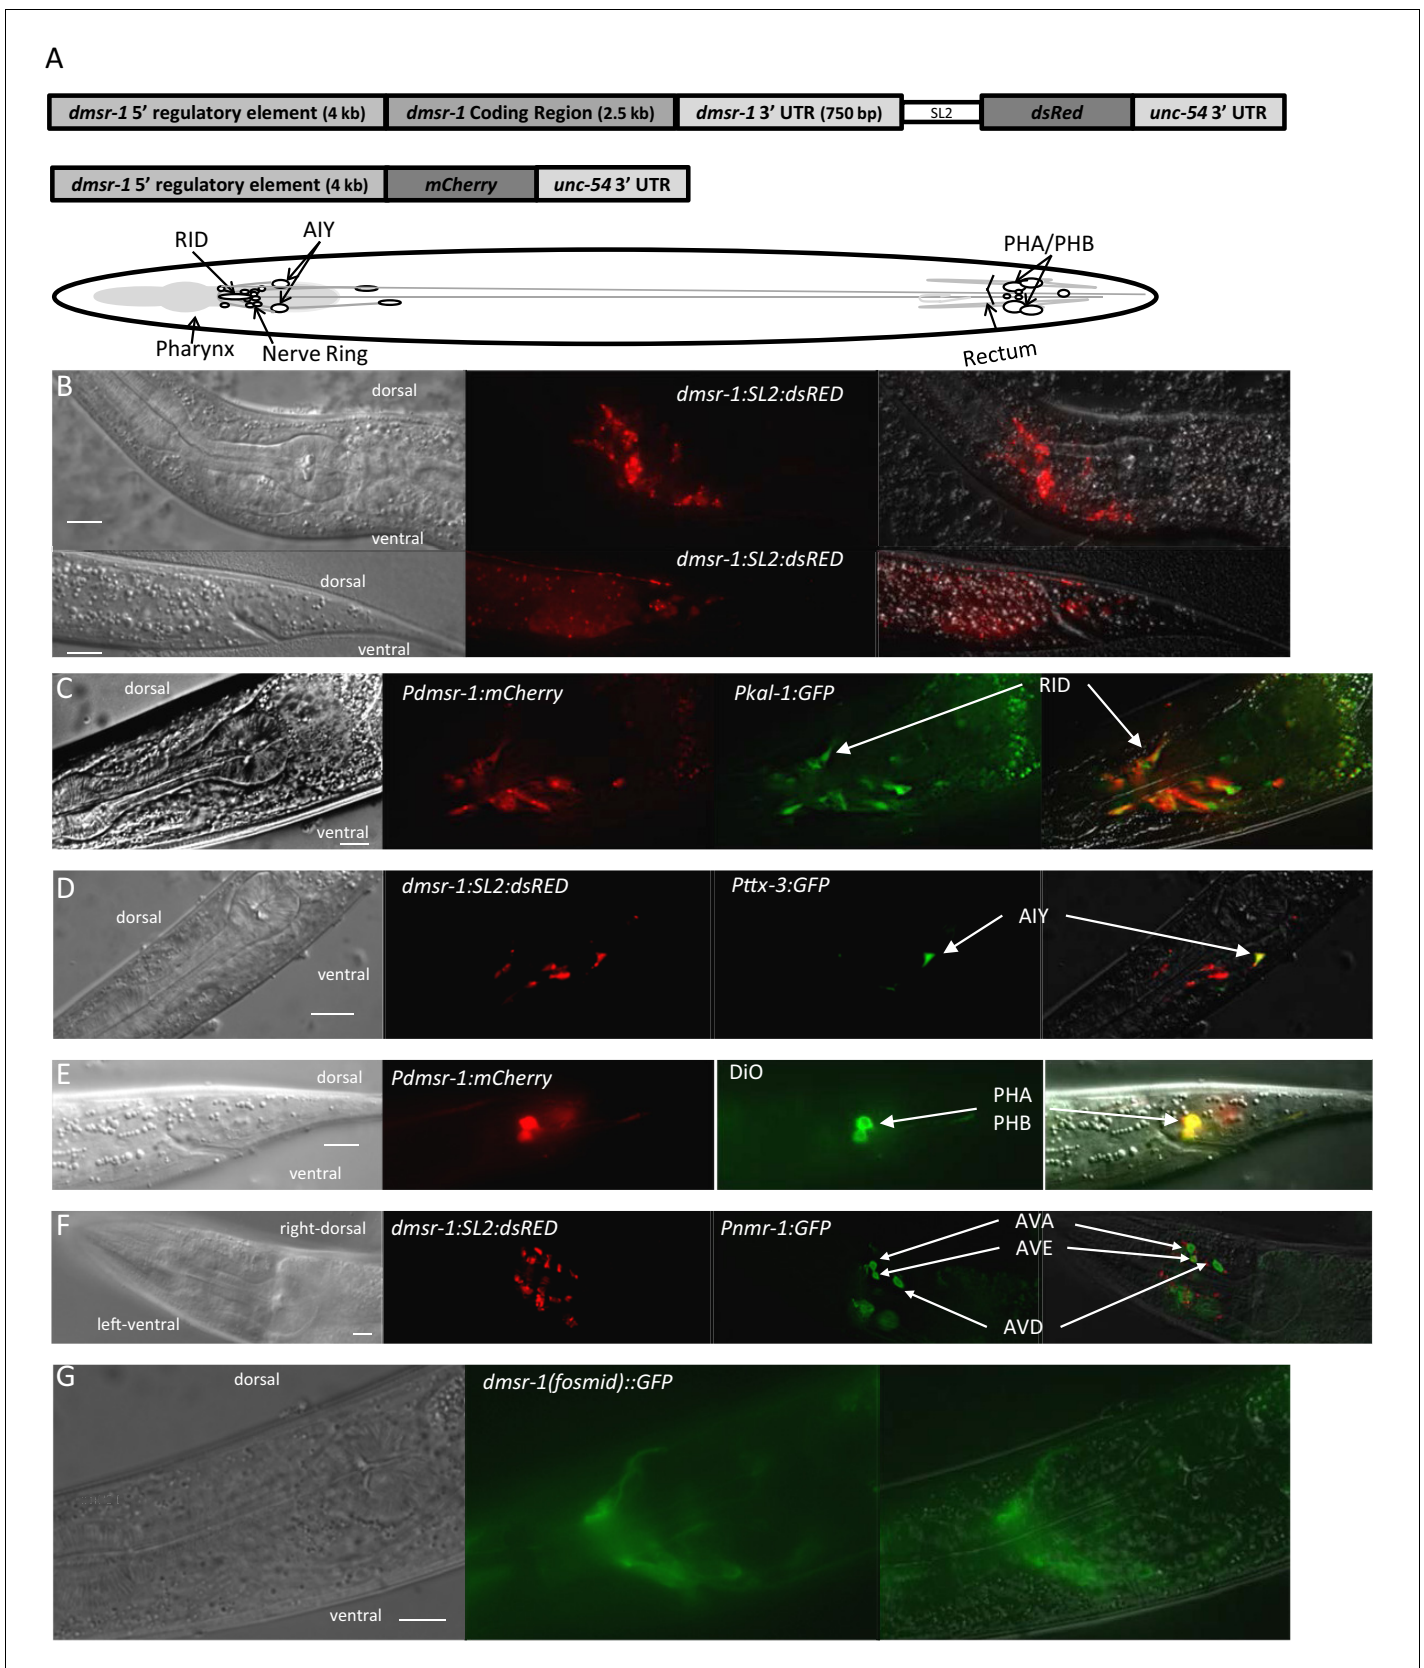 A
dmsr-1 5’ regulatory element (4 kb) dmsr-1 Coding Region (2.5 kb) dmsr-1 3’ UTR (750 bp) SL2 dsRed unc-54 3’ UTR
dmsr-1 5’ regulatory element (4 kb) mCherry unc-54 3’ UTR
RID AIY PHA/PHB
Pharynx Nerve Ring Rectum
B
dorsal dmsr-1:SL2:dsRED
ventral
dmsr-1:SL2:dsRED
dorsal
ventral
C
dorsal Pdmsr-1:mCherry Pkal-1:GFP RID
ventral
D
dmsr-1:SL2:dsRED Pttx-3:GFP
dorsal AIY
ventral
E
dorsal Pdmsr-1:mCherry DiO
PHA
PHB
ventral
F
right-dorsal dmsr-1:SL2:dsRED Pnmr-1:GFP AVA
AVE
left-ventral AVD
G
dorsal dmsr-1(fosmid)::GFP
ventral